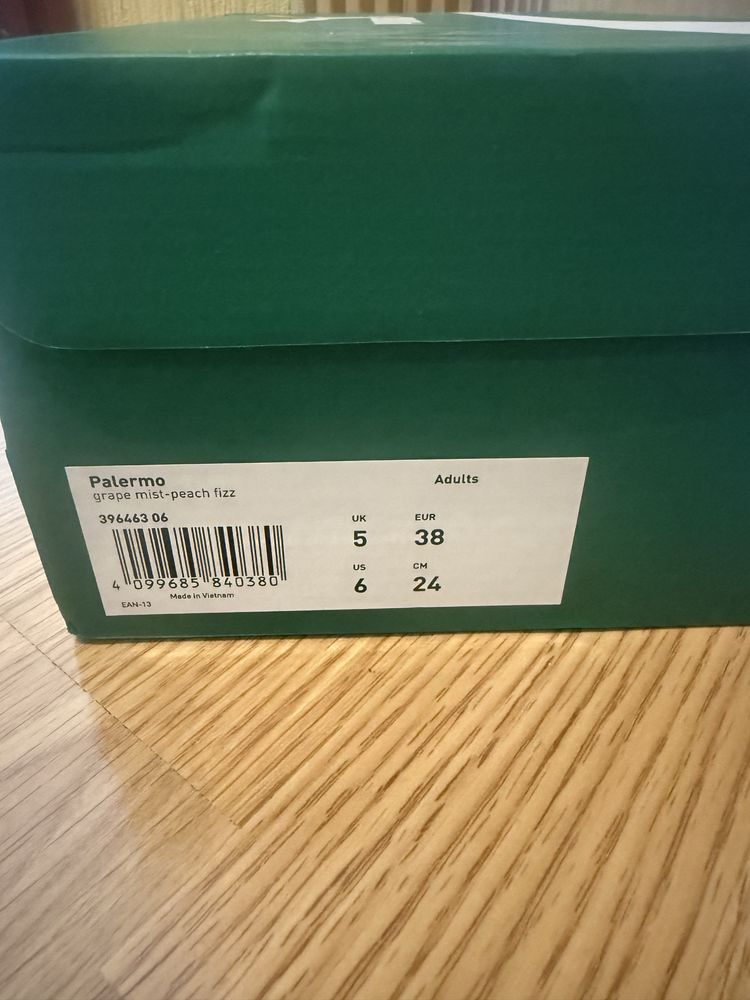 Palermo
grape mist-peach fizz
Adults
396463 06
4 099685 840380
Made in Vietnam
EAN-13
UK
5
EUR
38
US
6
CM
24